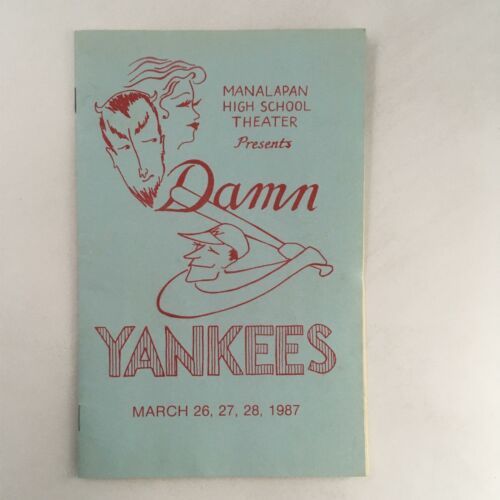 MANALAPAN
HIGH SCHOOL
THEATER
Presents
Damn
YANKEES
MARCH 26, 27, 28, 1987